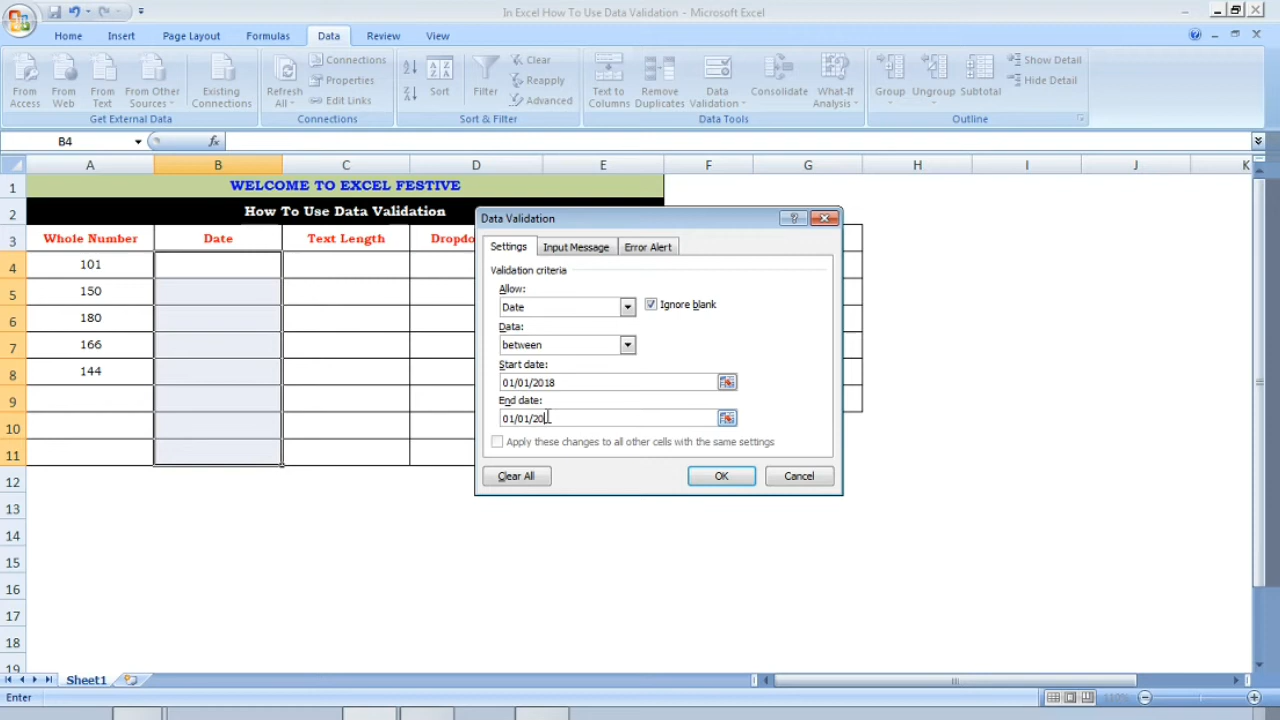 In Excel How To Use Data Validation - Microsoft Excel
Home Insert Page Layout Formulas Data Review View
From Access
From Web
From Text
From Other Sources
Existing Connections
Get External Data
Refresh All
Connections
Properties
Edit Links
Connections
Sort
Filter
Clear
Reapply
Advanced
Sort & Filter
Text to Columns
Remove Duplicates
Data Validation
Consolidate
What-If Analysis
Data Tools
Group
Ungroup
Subtotal
Show Detail
Hide Detail
Outline
B4 fx
A B C D E F G H I J K
1 WELCOME TO EXCEL FESTIVE
2 How To Use Data Validation
3 Whole Number Date Text Length Dropdo
4 101
5 150
6 180
7 166
8 144
9
10
11
12
13
14
15
16
17
18
19
Data Validation
Settings Input Message Error Alert
Validation criteria
Allow:
Date Ignore blank
Data:
between
Start date:
01/01/2018
End date:
01/01/20
Apply these changes to all other cells with the same settings
Clear All OK Cancel
Sheet1
Enter 110%